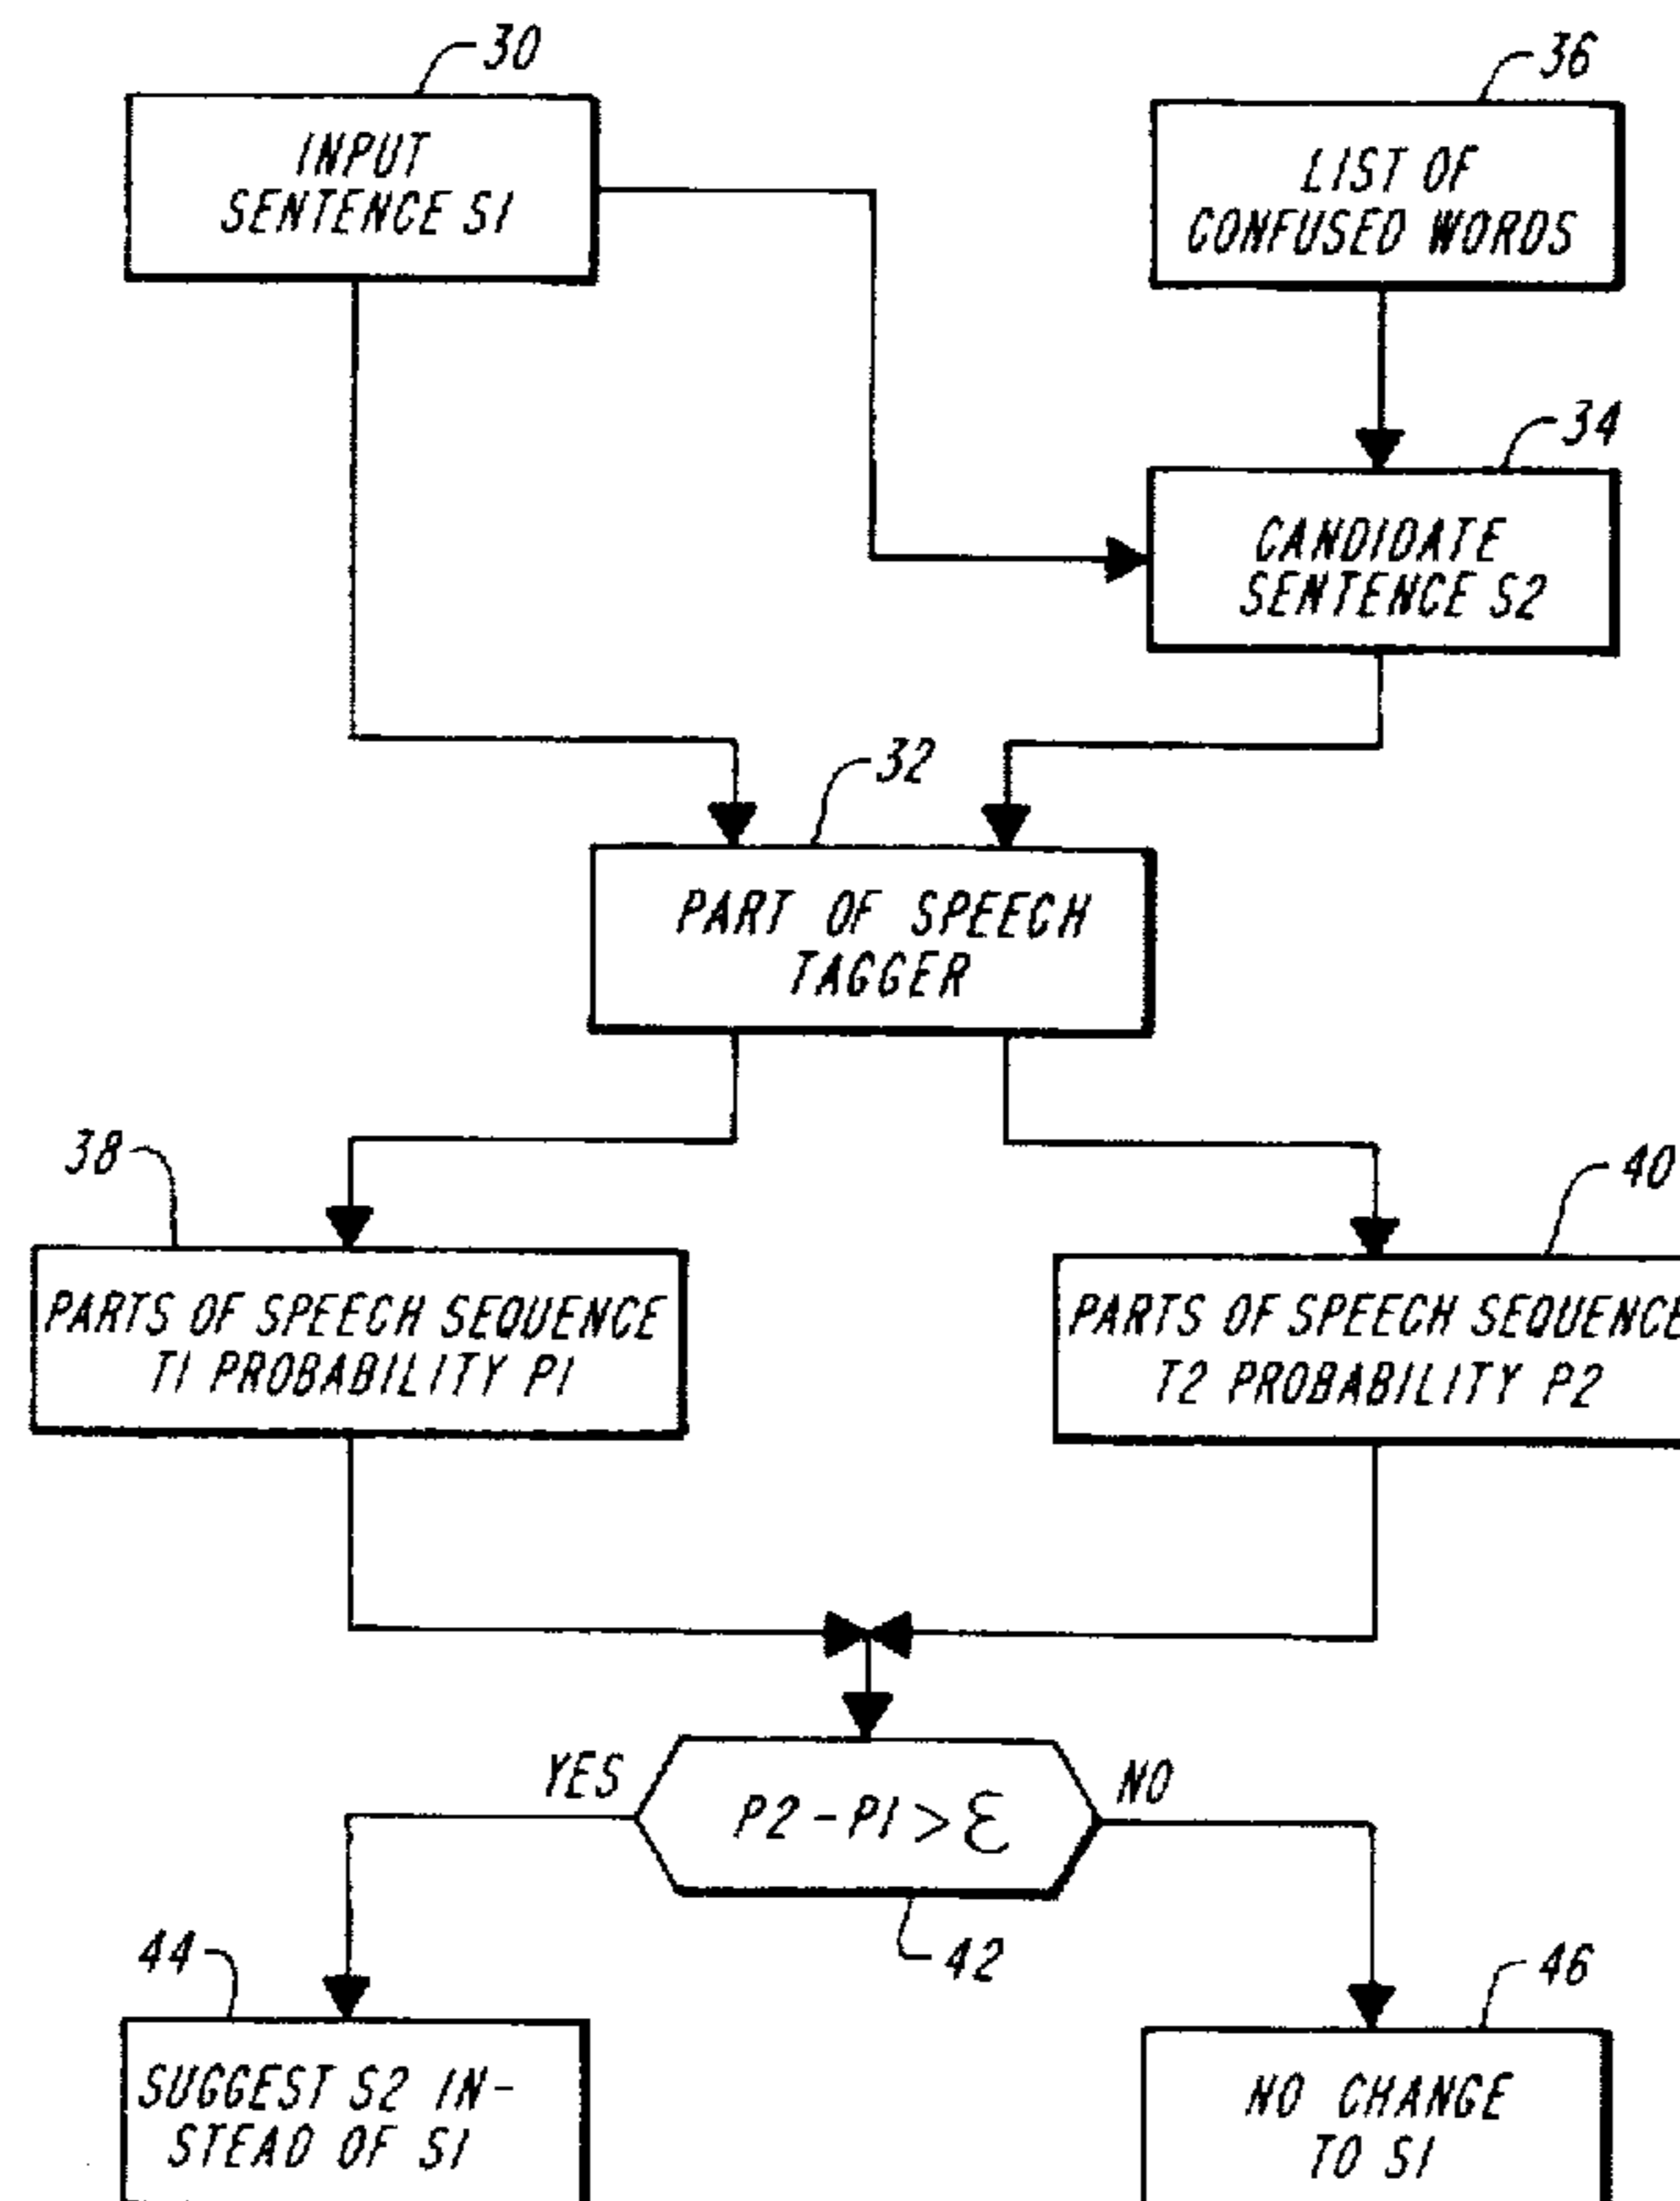 30
INPUT
SENTENCE S1
36
LIST OF
CONFUSED WORDS
34
CANDIDATE
SENTENCE S2
32
PART OF SPEECH
TAGGER
38
PARTS OF SPEECH SEQUENCE
T1 PROBABILITY P1
40
PARTS OF SPEECH SEQUENCE
T2 PROBABILITY P2
YES
P2-P1>ε
NO
42
44
SUGGEST S2 IN-
STEAD OF S1
46
NO CHANGE
TO S1